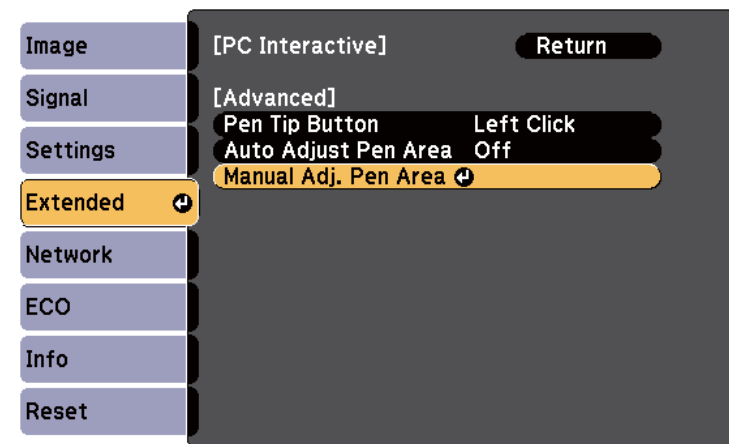 Image
Signal
Settings
Extended
Network
ECO
Info
Reset
[PC Interactive] Return
[Advanced]
Pen Tip Button Left Click
Auto Adjust Pen Area Off
Manual Adj. Pen Area